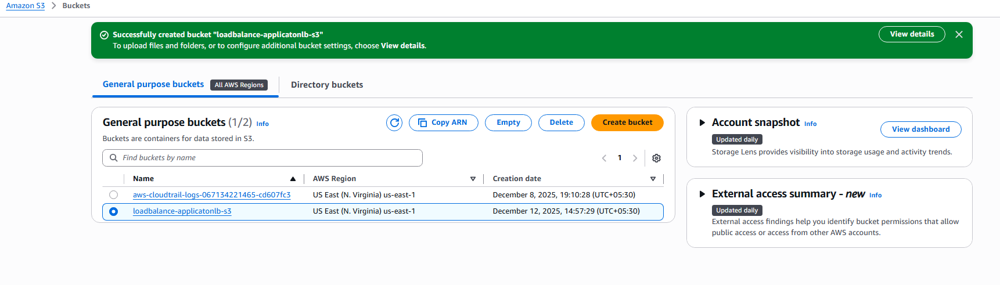 Amazon S3 > Buckets
Successfully created bucket "loadbalance-applicatonlb-s3"
To upload files and folders, or to configure additional bucket settings, choose View details.
View details
General purpose buckets All AWS Regions
Directory buckets
General purpose buckets (1/2) Info
Copy ARN
Empty
Delete
Create bucket
Buckets are containers for data stored in S3.
Find buckets by name
1
Name AWS Region Creation date
aws-cloudtrail-logs-067134221465-cd607fc3 US East (N. Virginia) us-east-1 December 8, 2025, 19:10:28 (UTC+05:30)
loadbalance-applicatonlb-s3 US East (N. Virginia) us-east-1 December 12, 2025, 14:57:29 (UTC+05:30)
Account snapshot Info
View dashboard
Updated daily
Storage Lens provides visibility into storage usage and activity trends.
External access summary - new Info
Updated daily
External access findings help you identify bucket permissions that allow
public access or access from other AWS accounts.